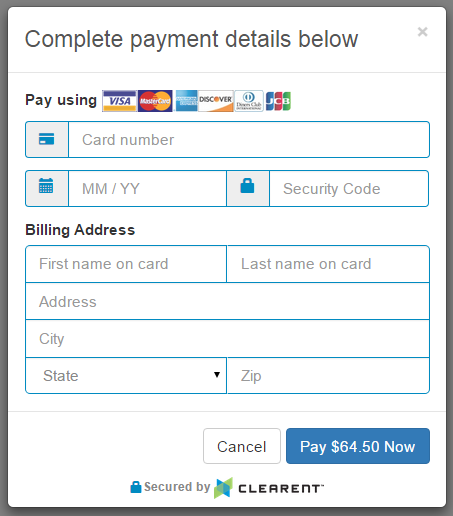 Complete payment details below ×
Pay using VISA MasterCard AMERICAN EXPRESS DISCOVER Diners Club INTERNATIONAL JCB
Card number
MM / YY Security Code
Billing Address
First name on card Last name on card
Address
City
State Zip
Cancel Pay $64.50 Now
Secured by CLEARENT